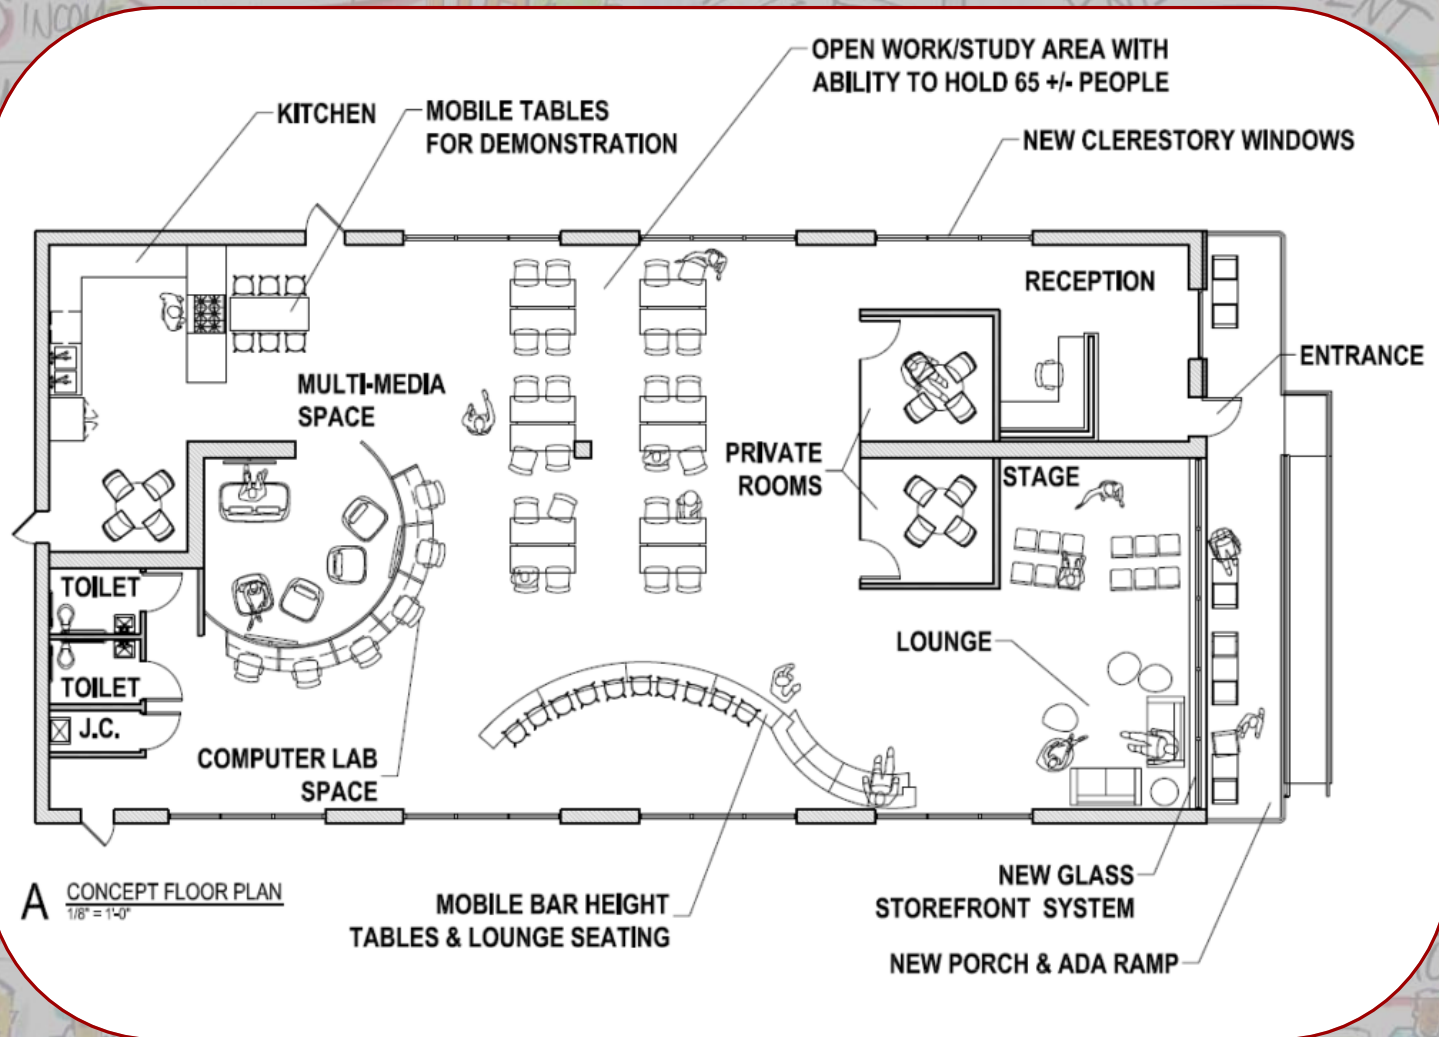 INCOME
OPEN WORK/STUDY AREA WITH
ABILITY TO HOLD 65 +/- PEOPLE
KITCHEN
MOBILE TABLES
FOR DEMONSTRATION
NEW CLERESTORY WINDOWS
RECEPTION
ENTRANCE
MULTI-MEDIA
SPACE
PRIVATE
ROOMS
STAGE
TOILET
LOUNGE
TOILET
J.C.
COMPUTER LAB
SPACE
NEW GLASS
STOREFRONT SYSTEM
A CONCEPT FLOOR PLAN
1/8" = 1'-0"
MOBILE BAR HEIGHT
TABLES & LOUNGE SEATING
NEW PORCH & ADA RAMP